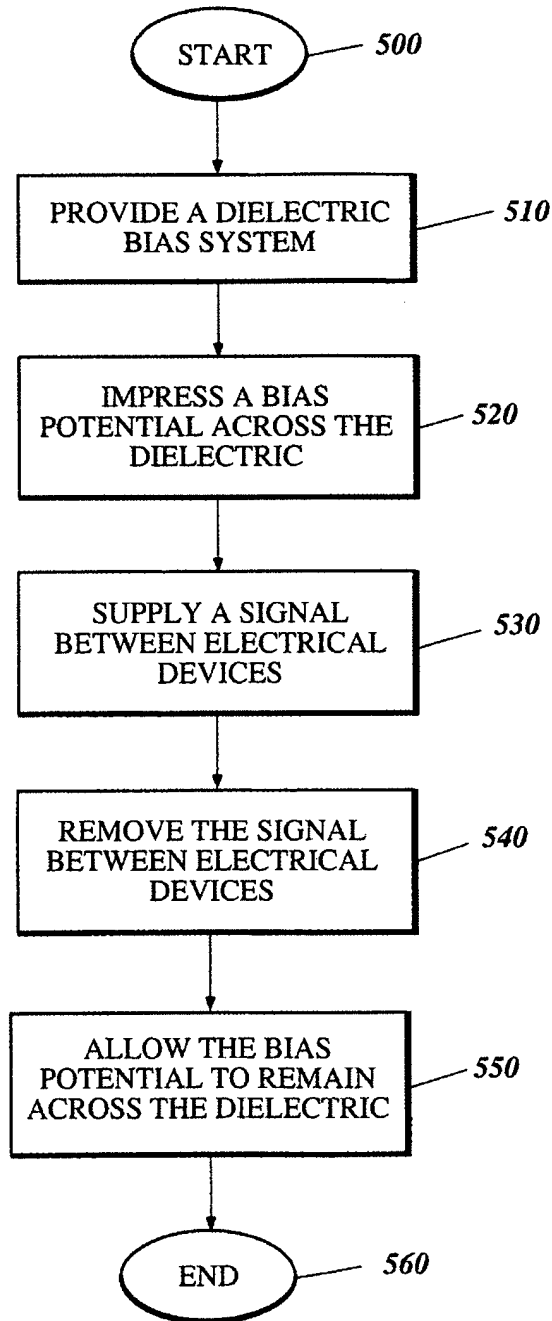 START
500
PROVIDE A DIELECTRIC
BIAS SYSTEM
510
IMPRESS A BIAS
POTENTIAL ACROSS THE
DIELECTRIC
520
SUPPLY A SIGNAL
BETWEEN ELECTRICAL
DEVICES
530
REMOVE THE SIGNAL
BETWEEN ELECTRICAL
DEVICES
540
ALLOW THE BIAS
POTENTIAL TO REMAIN
ACROSS THE DIELECTRIC
550
END
560